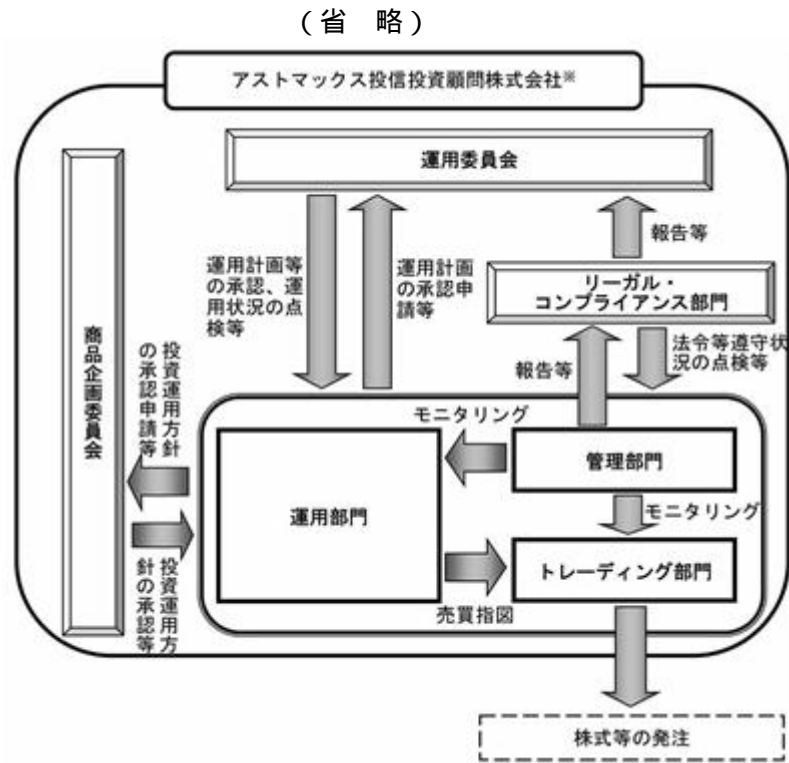 (省 略)
アストマックス投信投資顧問株式会社※
運用委員会
運用計画等
の承認、運
用状況の点
検等
運用計画
の承認申
請等
報告等
リーガル・
コンプライアンス部門
法令等遵守状
況の点検等
報告等
商品企画委員会
投資運用方針
の承認申請等
投資運用方
針の承認等
モニタリング
管理部門
運用部門
モニタリング
トレーディング部門
売買指図
株式等の発注